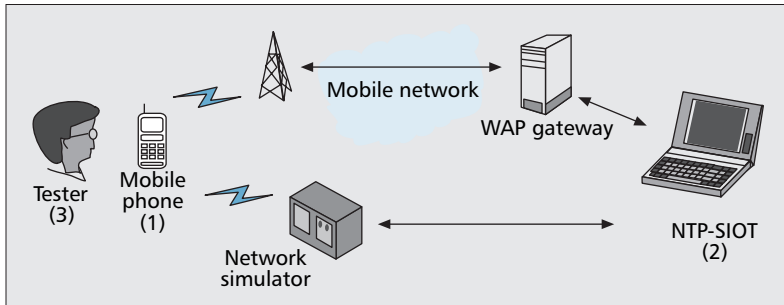 Mobile network
WAP gateway
Tester
(3)
Mobile
phone
(1)
Network
simulator
NTP-SIOT
(2)